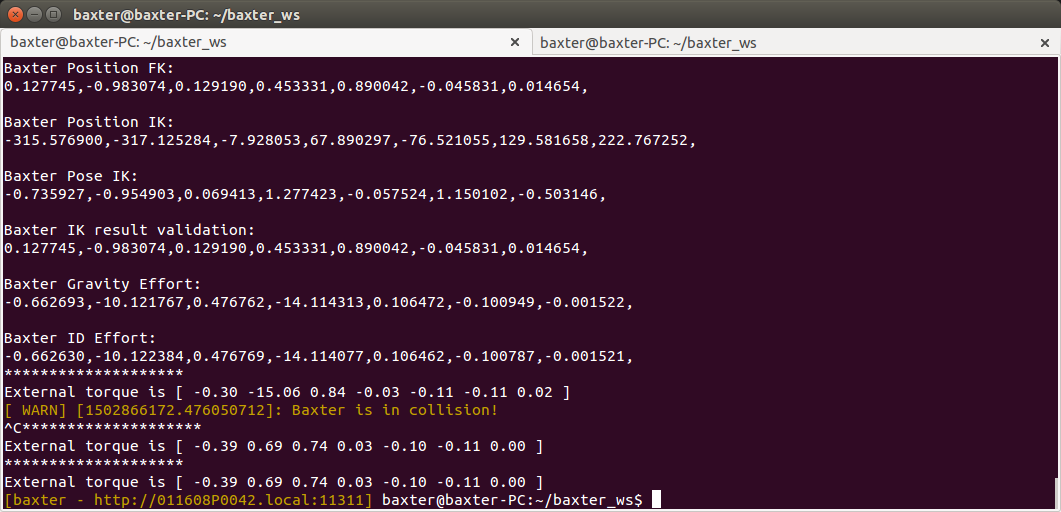 baxter@baxter-PC: ~/baxter_ws
baxter@baxter-PC: ~/baxter_ws
baxter@baxter-PC: ~/baxter_ws
Baxter Position FK:
0.127745,-0.983074,0.129190,0.453331,0.890042,-0.045831,0.014654,
Baxter Position IK:
-315.576900,-317.125284,-7.928053,67.890297,-76.521055,129.581658,222.767252,
Baxter Pose IK:
-0.735927,-0.954903,0.069413,1.277423,-0.057524,1.150102,-0.503146,
Baxter IK result validation:
0.127745,-0.983074,0.129190,0.453331,0.890042,-0.045831,0.014654,
Baxter Gravity Effort:
-0.662693,-10.121767,0.476762,-14.114313,0.106472,-0.100949,-0.001522,
Baxter ID Effort:
-0.662630,-10.122384,0.476769,-14.114077,0.106462,-0.100787,-0.001521,
********************
External torque is [ -0.30 -15.06 0.84 -0.03 -0.11 -0.11 0.02 ]
[ WARN] [1502866172.476050712]: Baxter is in collision!
^C********************
External torque is [ -0.39 0.69 0.74 0.03 -0.10 -0.11 0.00 ]
********************
External torque is [ -0.39 0.69 0.74 0.03 -0.10 -0.11 0.00 ]
[baxter - http://011608P0042.local:11311] baxter@baxter-PC:~/baxter_ws$